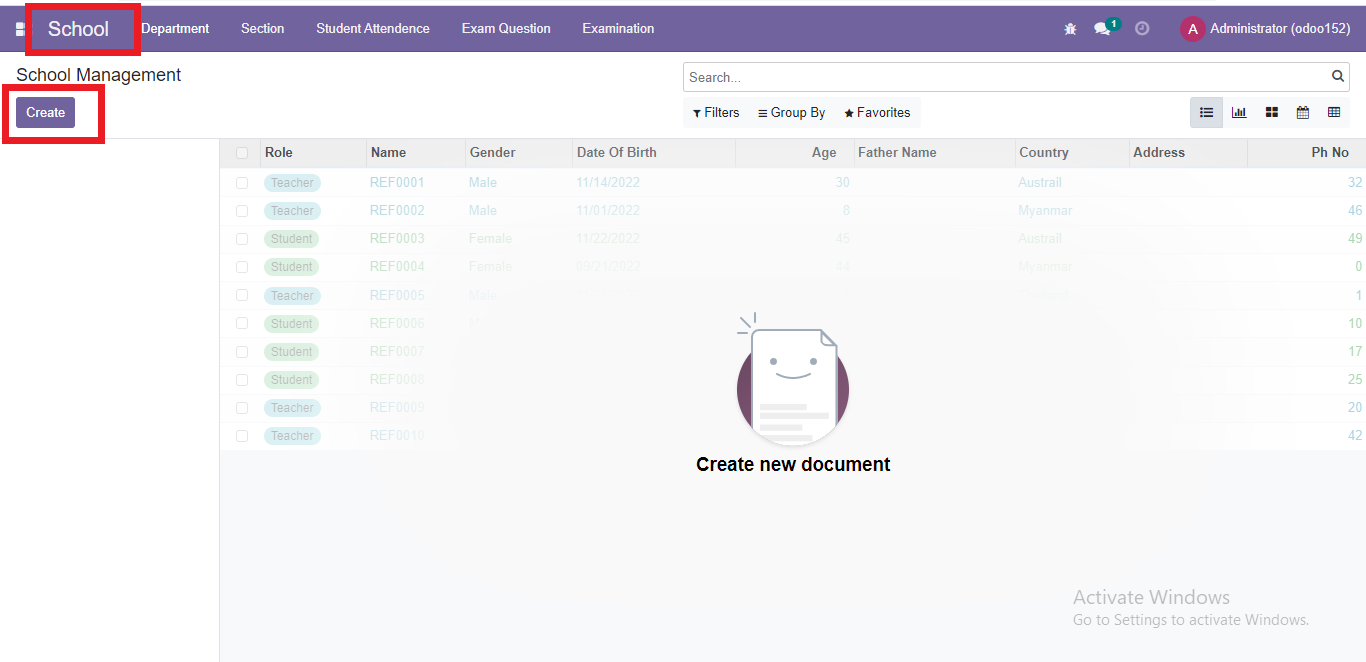 School Department Section Student Attendence Exam Question Examination 1 A Administrator (odoo152)
School Management
Search...
Create
Filters Group By Favorites
Role Name Gender Date Of Birth Age Father Name Country Address Ph No
Teacher REF0001 Male 11/14/2022 30 Austrail 32
Teacher REF0002 Male 11/01/2022 8 Myanmar 46
Student REF0003 Female 11/22/2022 45 Austrail 49
Student REF0004 Female 09/21/2022 44 Myanmar 0
Teacher REF0005 Male 1
Student REF0006 10
Student REF0007 17
Student REF0008 25
Teacher REF0009 20
Teacher REF0010 42
Create new document
Activate Windows
Go to Settings to activate Windows.